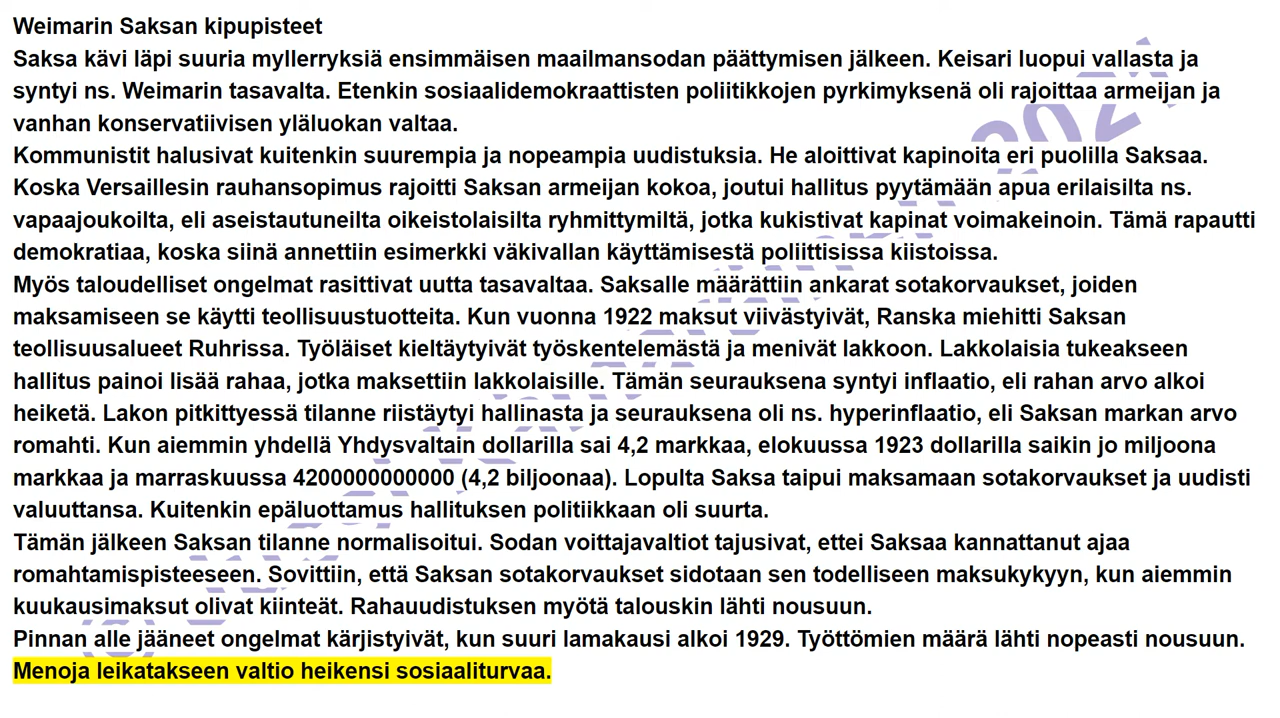 Weimarin Saksan kipupisteet
Saksa kävi läpi suuria myllerryksiä ensimmäisen maailmansodan päättymisen jälkeen. Keisari luopui vallasta ja
syntyi ns. Weimarin tasavalta. Etenkin sosiaalidemokraattisten poliitikkojen pyrkimyksenä oli rajoittaa armeijan ja
vanhan konservatiivisen yläluokan valtaa.
Kommunistit halusivat kuitenkin suurempia ja nopeampia uudistuksia. He aloittivat kapinoita eri puolilla Saksaa.
Koska Versaillesin rauhansopimus rajoitti Saksan armeijan kokoa, joutui hallitus pyytämään apua erilaisilta ns.
vapaajoukoilta, eli aseistautuneilta oikeistolaisilta ryhmittymiltä, jotka kukistivat kapinat voimakeinoin. Tämä rapautti
demokratiaa, koska siinä annettiin esimerkki väkivallan käyttämisestä poliittisissa kiistoissa.
Myös taloudelliset ongelmat rasittivat uutta tasavaltaa. Saksalle määrättiin ankarat sotakorvaukset, joiden
maksamiseen se käytti teollisuustuotteita. Kun vuonna 1922 maksut viivästyivät, Ranska miehitti Saksan
teollisuusalueet Ruhrissa. Työläiset kieltäytyivät työskentelemästä ja menivät lakkoon. Lakkolaisia tukeakseen
hallitus painoi lisää rahaa, jotka maksettiin lakkolaisille. Tämän seurauksena syntyi inflaatio, eli rahan arvo alkoi
heiketä. Lakon pitkittyessä tilanne riistäytyi hallinasta ja seurauksena oli ns. hyperinflaatio, eli Saksan markan arvo
romahti. Kun aiemmin yhdellä Yhdysvaltain dollarilla sai 4,2 markkaa, elokuussa 1923 dollarilla saikin jo miljoona
markkaa ja marraskuussa 4200000000000 (4,2 biljoonaa). Lopulta Saksa taipui maksamaan sotakorvaukset ja uudisti
valuuttansa. Kuitenkin epäluottamus hallituksen politiikkaan oli suurta.
Tämän jälkeen Saksan tilanne normalisoitui. Sodan voittajavaltiot tajusivat, ettei Saksaa kannattanut ajaa
romahtamispisteeseen. Sovittiin, että Saksan sotakorvaukset sidotaan sen todelliseen maksukykyyn, kun aiemmin
kuukausimaksut olivat kiinteät. Rahauudistuksen myötä talouskin lähti nousuun.
Pinnan alle jääneet ongelmat kärjistyivät, kun suuri lamakausi alkoi 1929. Työttömien määrä lähti nopeasti nousuun.
Menoja leikatakseen valtio heikensi sosiaaliturvaa.